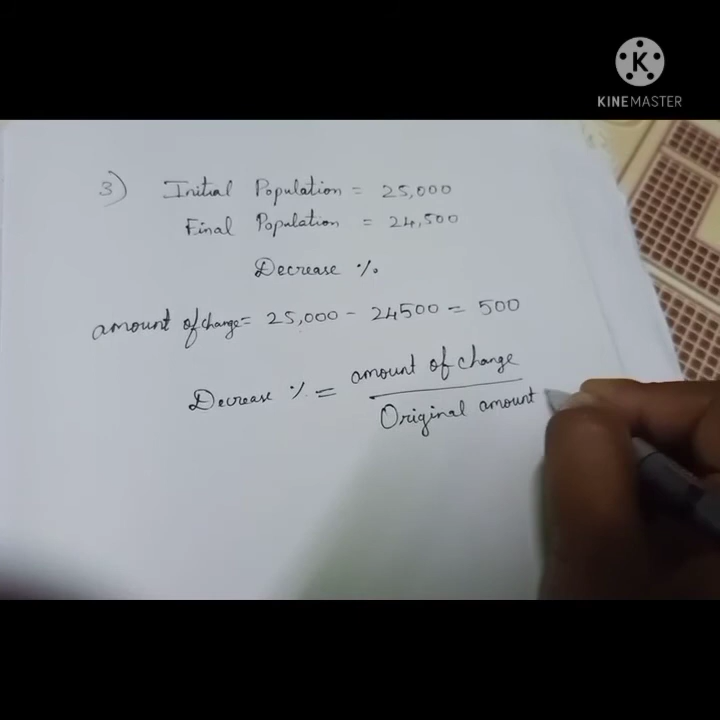 KINEMASTER
3) Initial Population = 25,000
Final Population = 24,500
Decrease %
amount of change = 25,000 - 24500 = 500
Decrease % = amount of change
Original amount